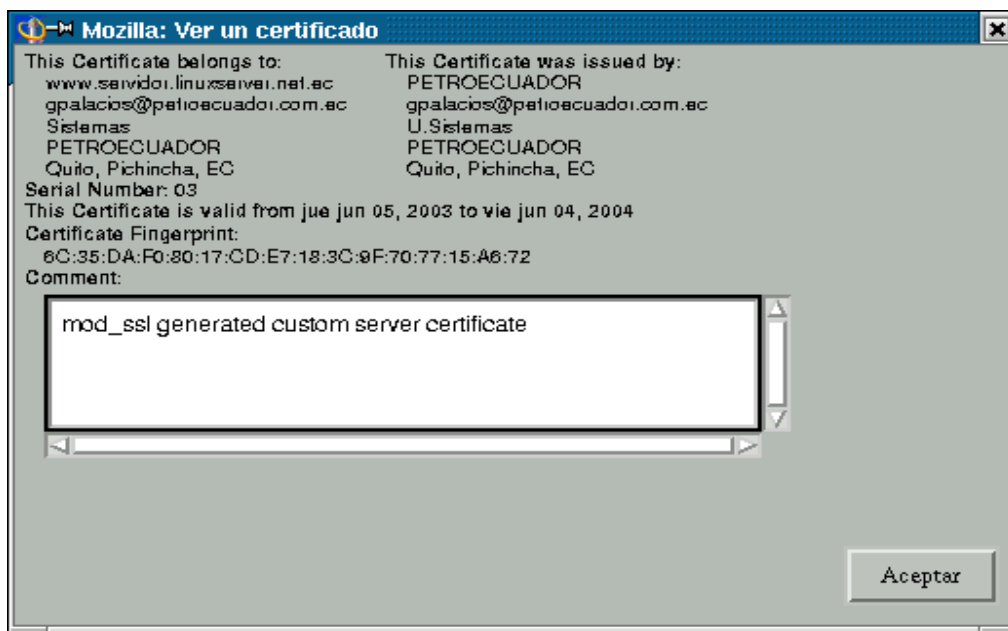 Mozilla: Ver un certificado
This Certificate belongs to:
www.servidor.linuxserver.net.ec
gpalacios@petroecuador.com.ec
Sistemas
PETROECUADOR
Quito, Pichincha, EC
This Certificate was issued by:
PETROECUADOR
gpalacios@petroecuador.com.ec
U.Sistemas
PETROECUADOR
Quito, Pichincha, EC
Serial Number: 03
This Certificate is valid from jue jun 05, 2003 to vie jun 04, 2004
Certificate Fingerprint:
6C:35:DA:F0:80:17:CD:E7:18:3C:9F:70:77:15:A6:72
Comment:
mod_ssl generated custom server certificate
Aceptar